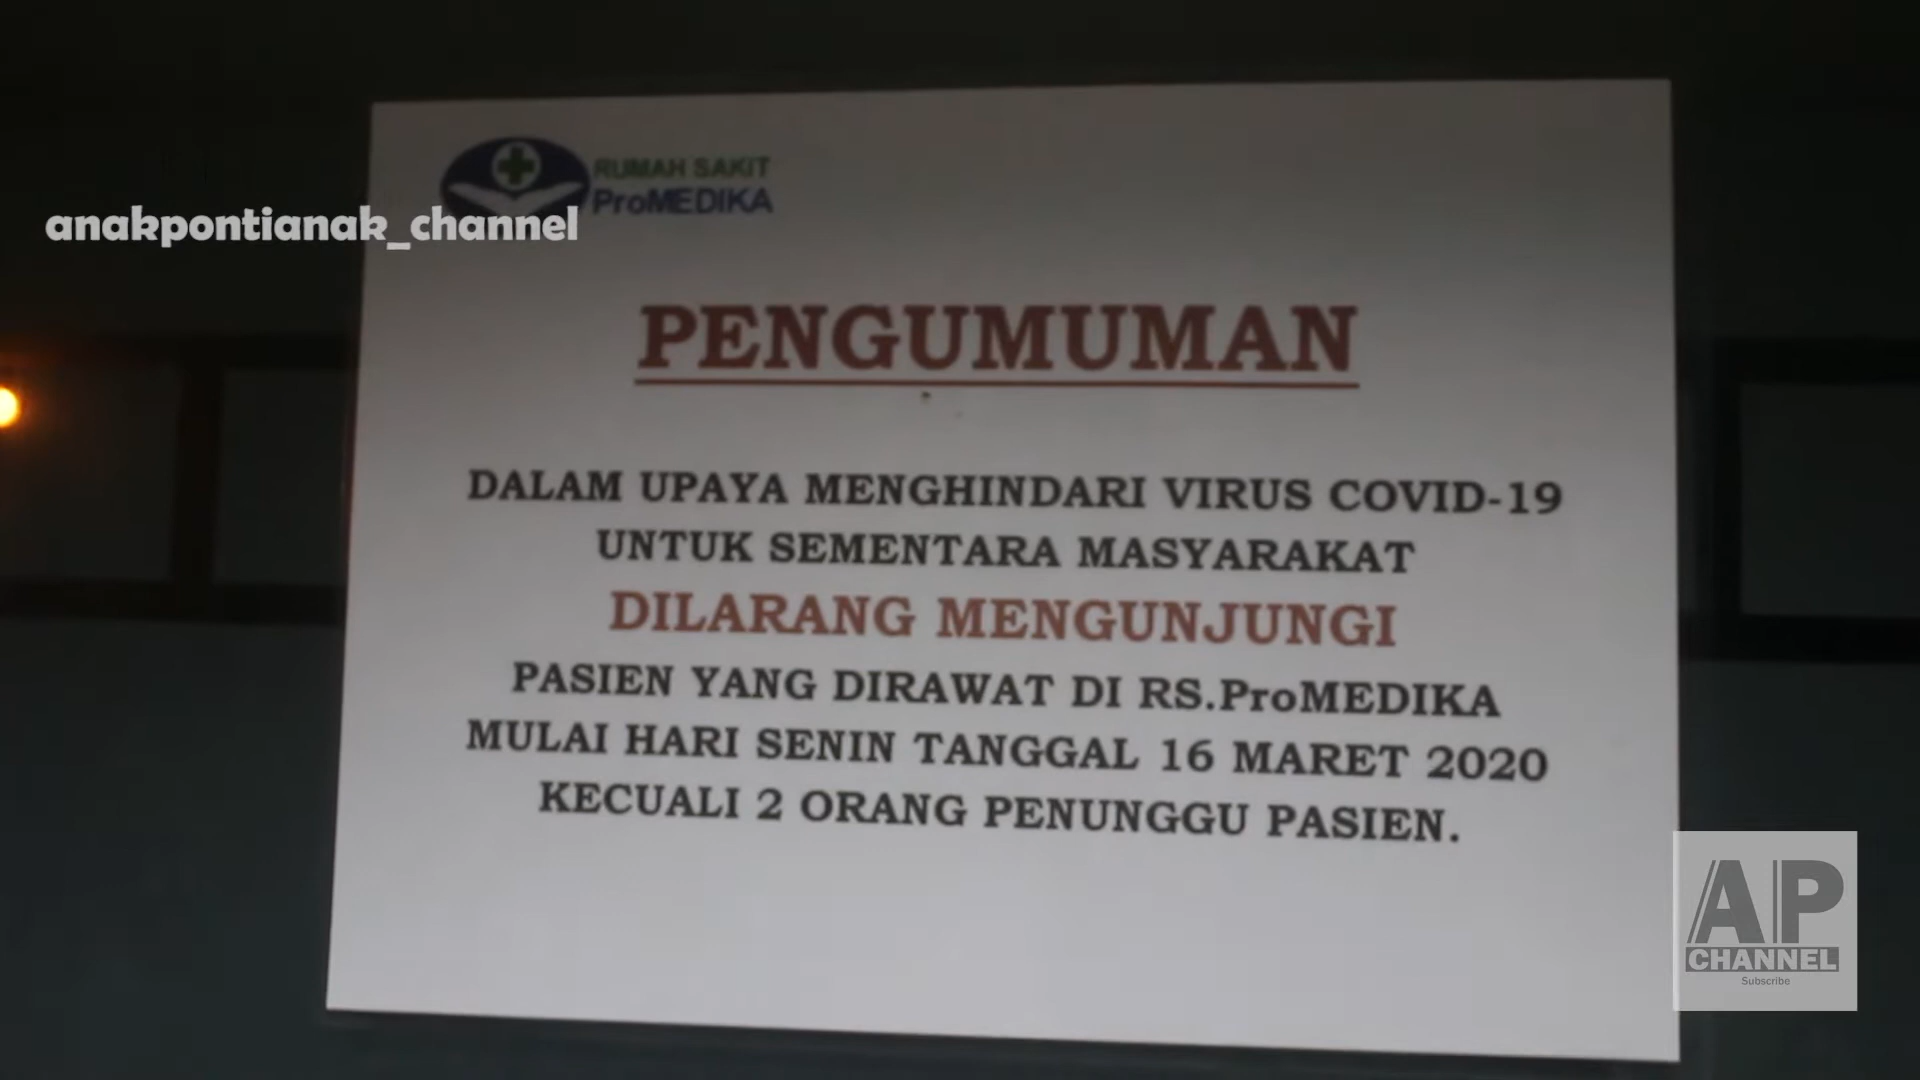 RUMAH SAKIT
ProMEDIKA
anakpontianak_channel
PENGUMUMAN
DALAM UPAYA MENGHINDARI VIRUS COVID-19
UNTUK SEMENTARA MASYARAKAT
DILARANG MENGUNJUNGI
PASIEN YANG DIRAWAT DI RS.ProMEDIKA
MULAI HARI SENIN TANGGAL 16 MARET 2020
KECUALI 2 ORANG PENUNGGU PASIEN.
AP
CHANNEL
Subscribe